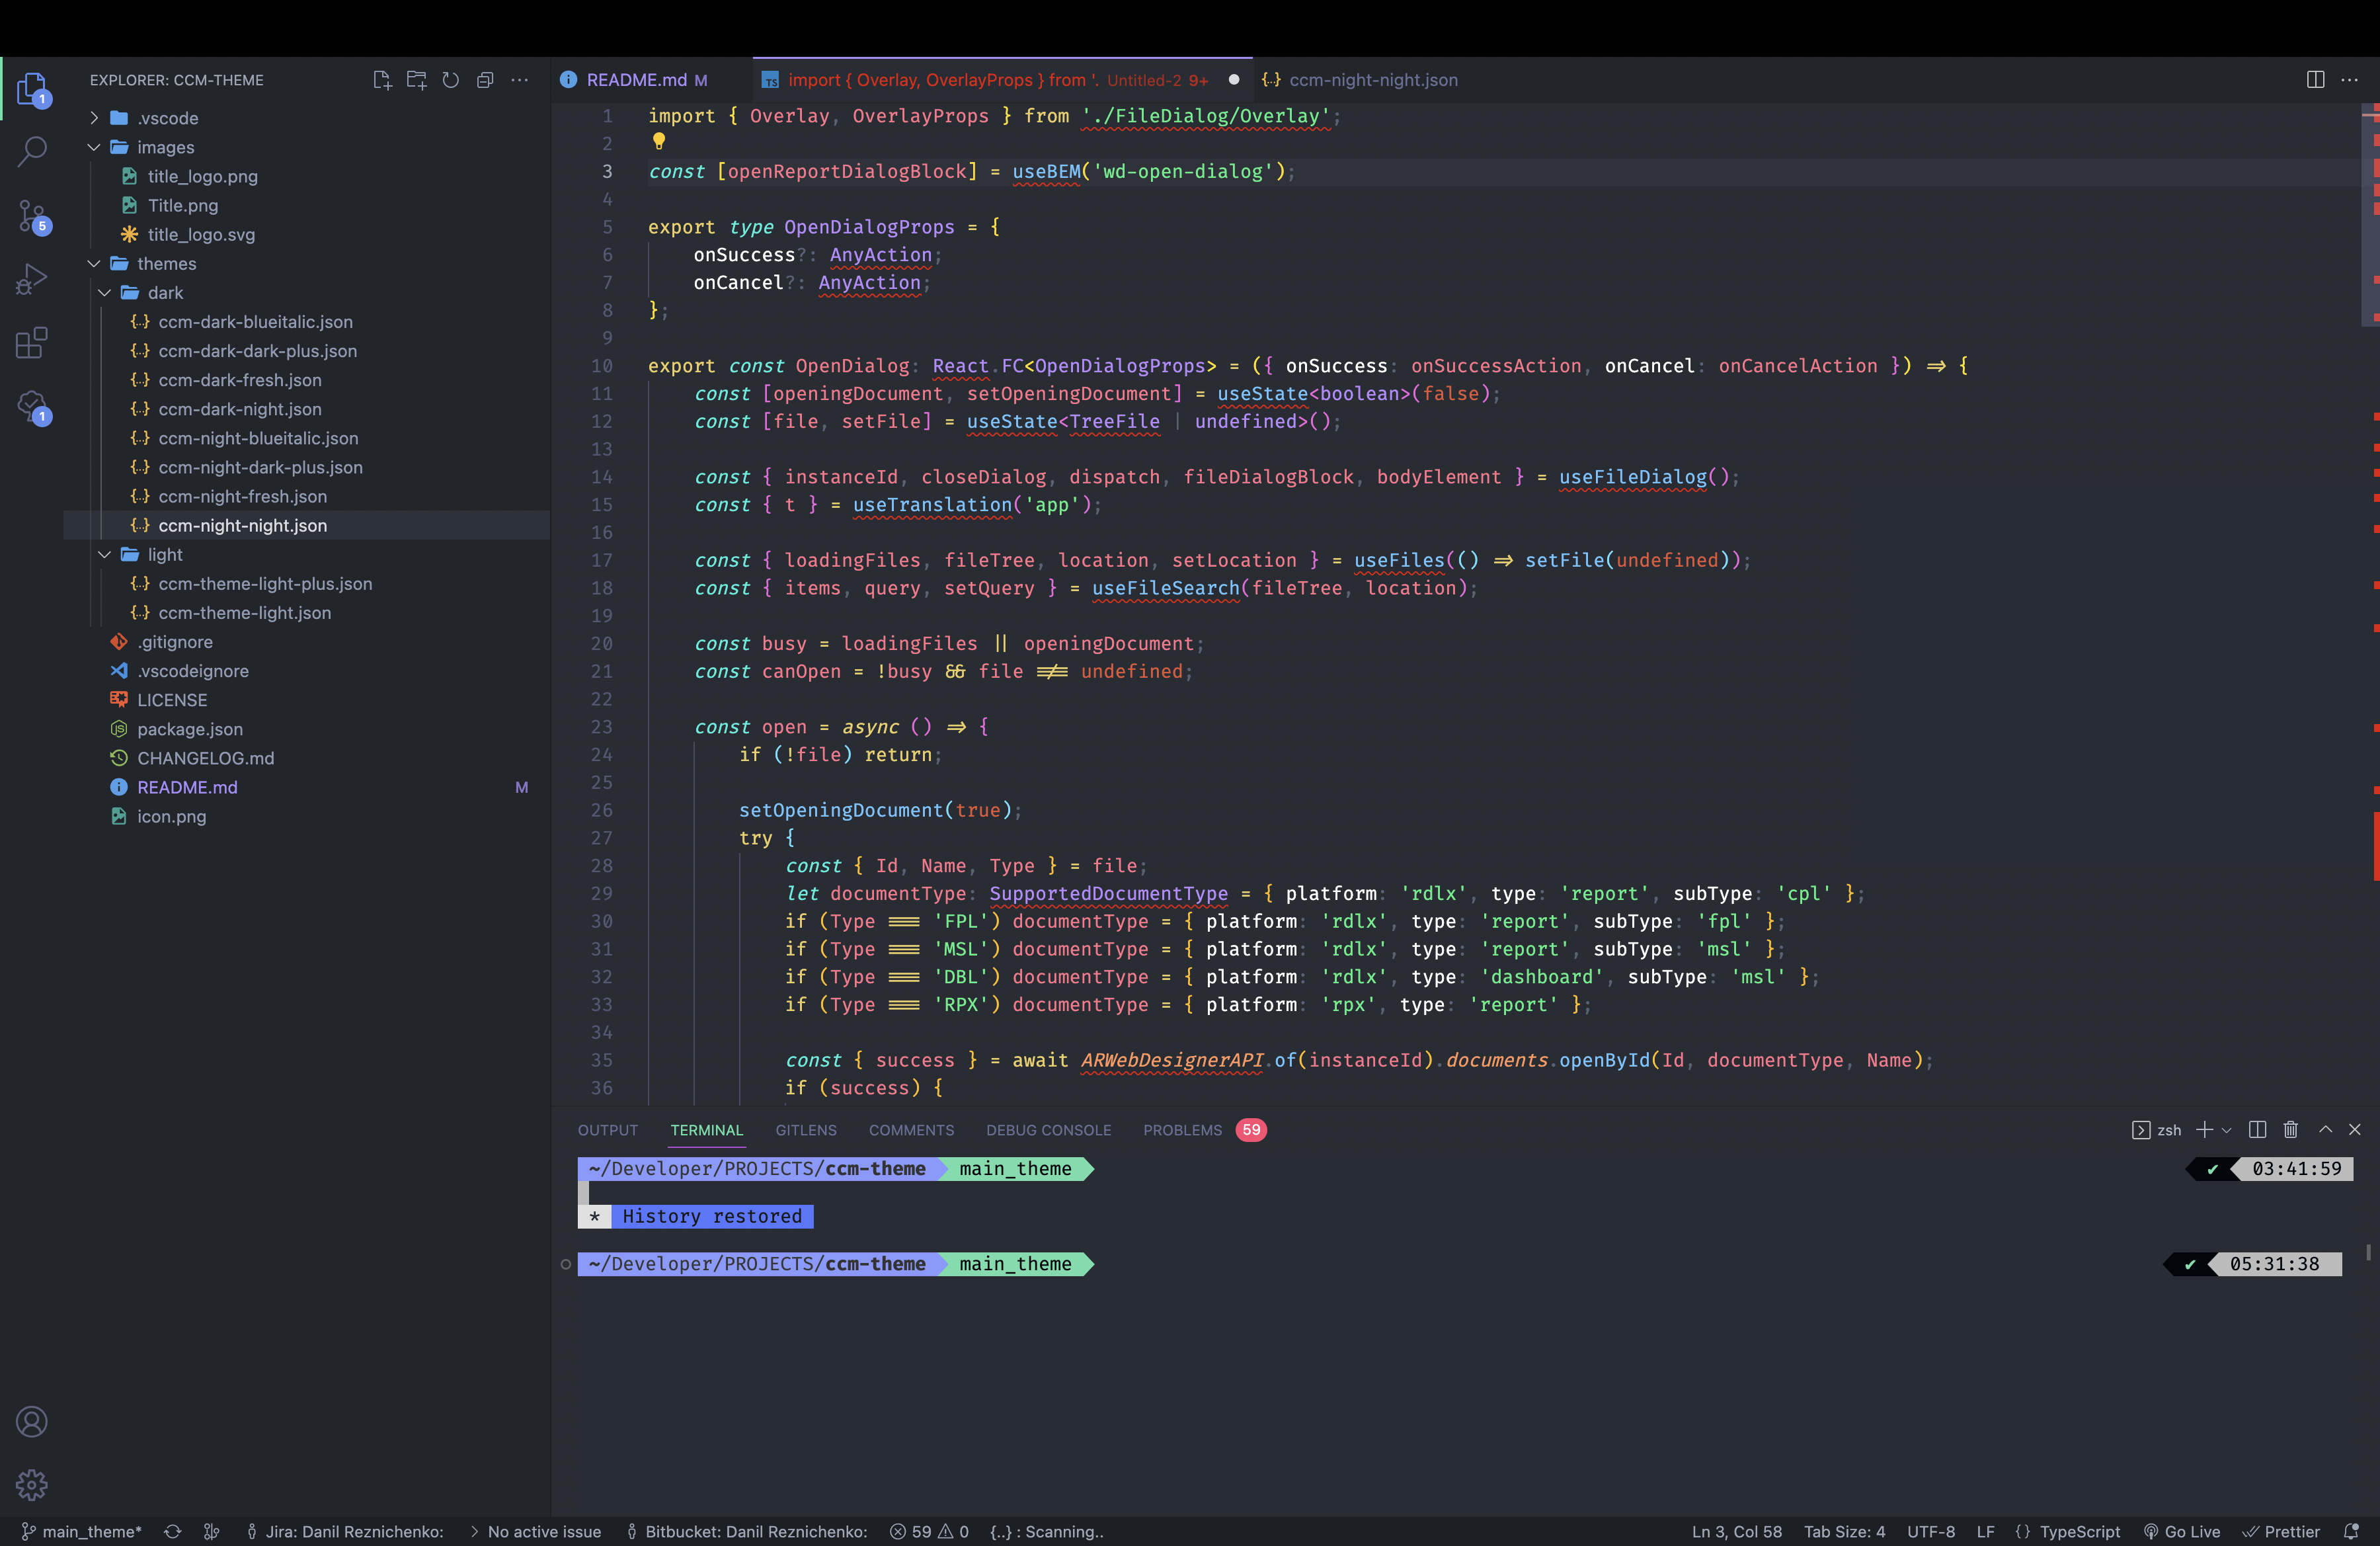 EXPLORER: CCM-THEME
.vscode
images
title_logo.png
Title.png
title_logo.svg
themes
dark
ccm-dark-blueitalic.json
ccm-dark-dark-plus.json
ccm-dark-fresh.json
ccm-dark-night.json
ccm-night-blueitalic.json
ccm-night-dark-plus.json
ccm-night-fresh.json
ccm-night-night.json
light
ccm-theme-light-plus.json
ccm-theme-light.json
.gitignore
.vscodeignore
LICENSE
package.json
CHANGELOG.md
README.md M
icon.png
1
5
1
README.md M
TS import { Overlay, OverlayProps } from '. Untitled-2 9+
{..} ccm-night-night.json
1 import { Overlay, OverlayProps } from './FileDialog/Overlay';
2
3 const [openReportDialogBlock] = useBEM('wd-open-dialog');
4
5 export type OpenDialogProps = {
6 onSuccess?: AnyAction;
7 onCancel?: AnyAction;
8 };
9
10 export const OpenDialog: React.FC<OpenDialogProps> = ({ onSuccess: onSuccessAction, onCancel: onCancelAction }) => {
11 const [openingDocument, setOpeningDocument] = useState<boolean>(false);
12 const [file, setFile] = useState<TreeFile | undefined>();
13
14 const { instanceId, closeDialog, dispatch, fileDialogBlock, bodyElement } = useFileDialog();
15 const { t } = useTranslation('app');
16
17 const { loadingFiles, fileTree, location, setLocation } = useFiles(() => setFile(undefined));
18 const { items, query, setQuery } = useFileSearch(fileTree, location);
19
20 const busy = loadingFiles || openingDocument;
21 const canOpen = !busy && file !== undefined;
22
23 const open = async () => {
24 if (!file) return;
25
26 setOpeningDocument(true);
27 try {
28 const { Id, Name, Type } = file;
29 let documentType: SupportedDocumentType = { platform: 'rdlx', type: 'report', subType: 'cpl' };
30 if (Type === 'FPL') documentType = { platform: 'rdlx', type: 'report', subType: 'fpl' };
31 if (Type === 'MSL') documentType = { platform: 'rdlx', type: 'report', subType: 'msl' };
32 if (Type === 'DBL') documentType = { platform: 'rdlx', type: 'dashboard', subType: 'msl' };
33 if (Type === 'RPX') documentType = { platform: 'rpx', type: 'report' };
34
35 const { success } = await ARWebDesignerAPI.of(instanceId).documents.openById(Id, documentType, Name);
36 if (success) {
OUTPUT TERMINAL GITLENS COMMENTS DEBUG CONSOLE PROBLEMS 59
zsh
~/Developer/PROJECTS/ccm-theme main_theme ✔ 03:41:59
* History restored
~/Developer/PROJECTS/ccm-theme main_theme ✔ 05:31:38
main_theme* Jira: Danil Reznichenko: > No active issue Bitbucket: Danil Reznichenko: 59 0 {..} : Scanning.. Ln 3, Col 58 Tab Size: 4 UTF-8 LF {} TypeScript Go Live Prettier